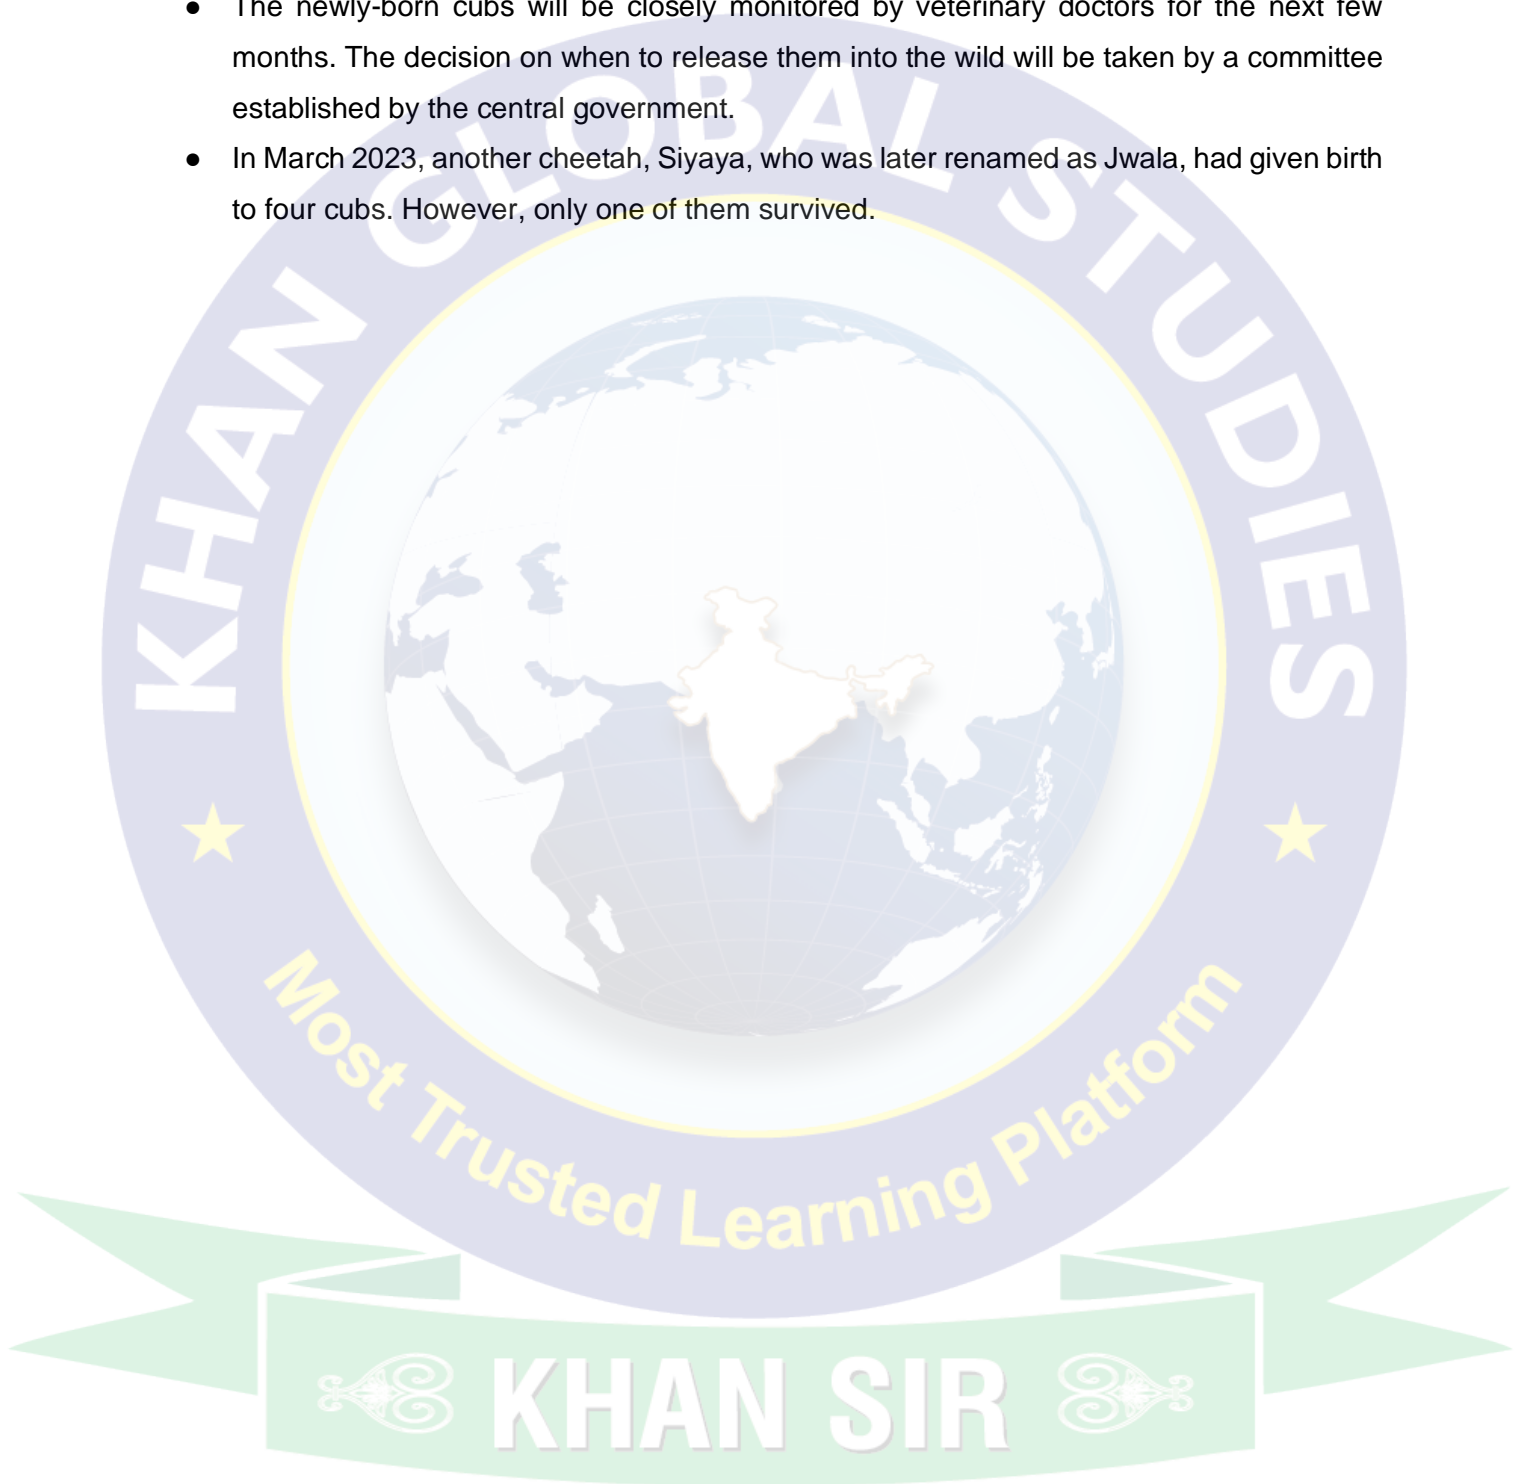 ● The newly-born cubs will be closely monitored by veterinary doctors for the next few
months. The decision on when to release them into the wild will be taken by a committee
established by the central government.
● In March 2023, another cheetah, Siyaya, who was later renamed as Jwala, had given birth
to four cubs. However, only one of them survived.
KHAN GLOBAL STUDIES
Most Trusted Learning Platform
KHAN SIR